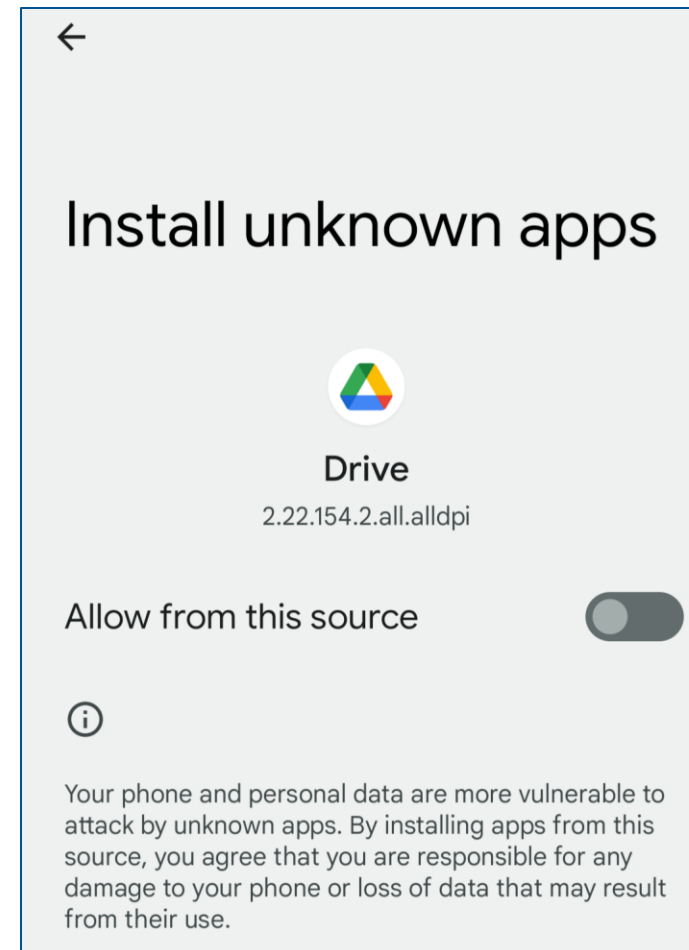 Install unknown apps
Drive
2.22.154.2.all.alldpi
Allow from this source
Your phone and personal data are more vulnerable to
attack by unknown apps. By installing apps from this
source, you agree that you are responsible for any
damage to your phone or loss of data that may result
from their use.